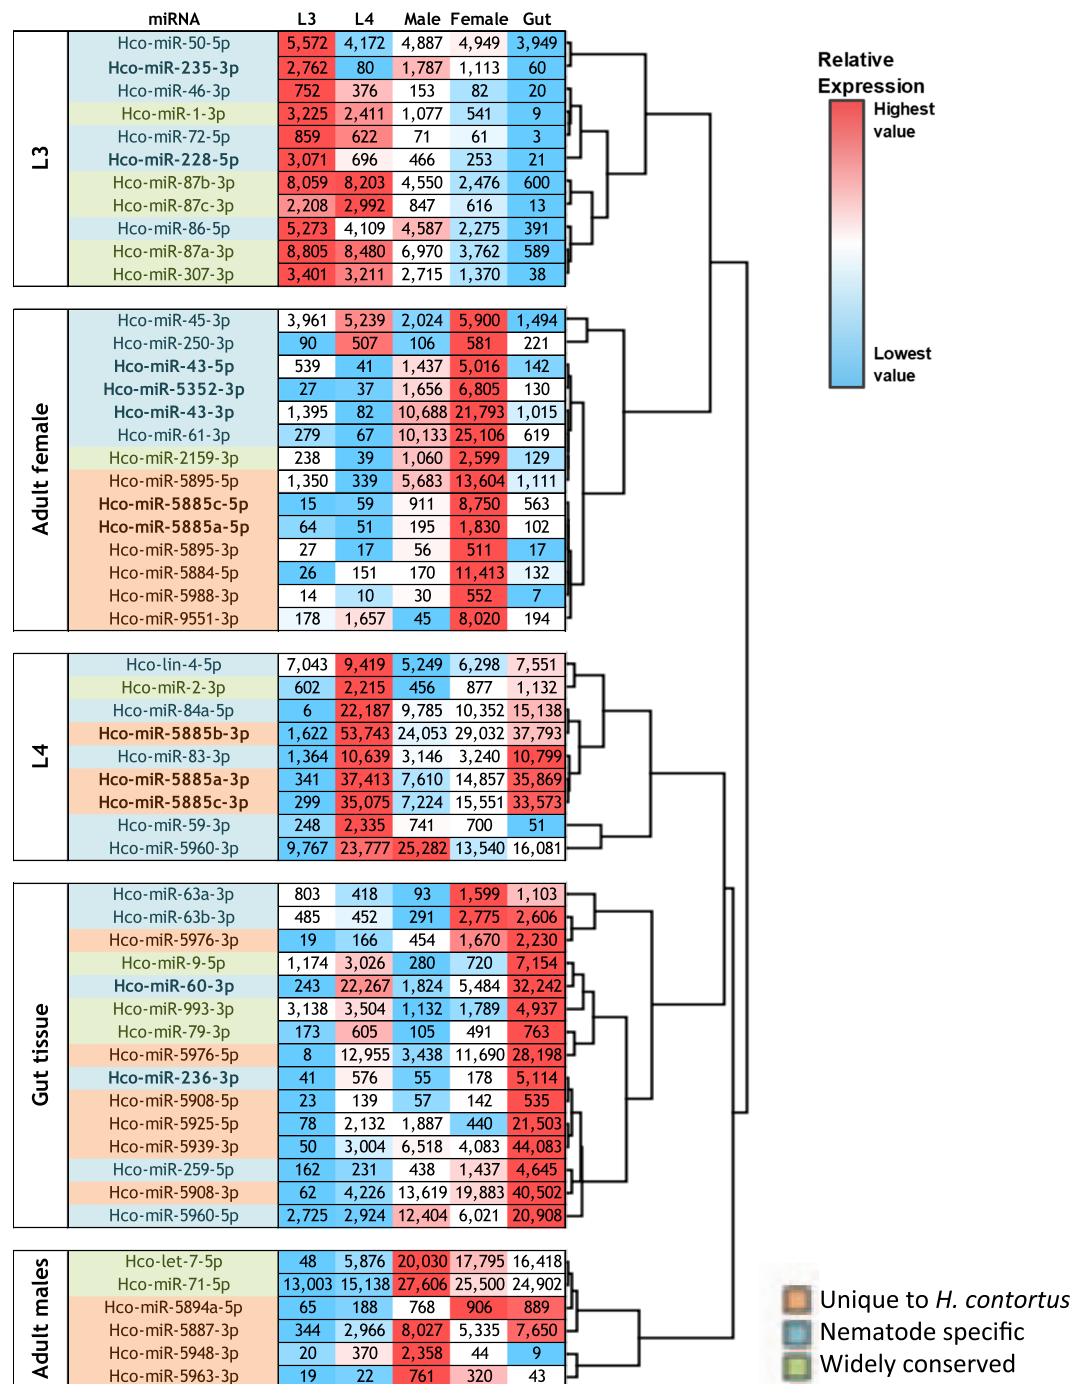 miRNA L3 L4 Male Female Gut
L3
Hco-miR-50-5p 5,572 4,172 4,887 4,949 3,949
Hco-miR-235-3p 2,762 80 1,787 1,113 60
Hco-miR-46-3p 752 376 153 82 20
Hco-miR-1-3p 3,225 2,411 1,077 541 9
Hco-miR-72-5p 859 622 71 61 3
Hco-miR-228-5p 3,071 696 466 253 21
Hco-miR-87b-3p 8,059 8,203 4,550 2,476 600
Hco-miR-87c-3p 2,208 2,992 847 616 13
Hco-miR-86-5p 5,273 4,109 4,587 2,275 391
Hco-miR-87a-3p 8,805 8,480 6,970 3,762 589
Hco-miR-307-3p 3,401 3,211 2,715 1,370 38
Adult female
Hco-miR-45-3p 3,961 5,239 2,024 5,900 1,494
Hco-miR-250-3p 90 507 106 581 221
Hco-miR-43-5p 539 41 1,437 5,016 142
Hco-miR-5352-3p 27 37 1,656 6,805 130
Hco-miR-43-3p 1,395 82 10,688 21,793 1,015
Hco-miR-61-3p 279 67 10,133 25,106 619
Hco-miR-2159-3p 238 39 1,060 2,599 129
Hco-miR-5895-5p 1,350 339 5,683 13,604 1,111
Hco-miR-5885c-5p 15 59 911 8,750 563
Hco-miR-5885a-5p 64 51 195 1,830 102
Hco-miR-5895-3p 27 17 56 511 17
Hco-miR-5884-5p 26 151 170 11,413 132
Hco-miR-5988-3p 14 10 30 552 7
Hco-miR-9551-3p 178 1,657 45 8,020 194
L4
Hco-lin-4-5p 7,043 9,419 5,249 6,298 7,551
Hco-miR-2-3p 602 2,215 456 877 1,132
Hco-miR-84a-5p 6 22,187 9,785 10,352 15,138
Hco-miR-5885b-3p 1,622 53,743 24,053 29,032 37,793
Hco-miR-83-3p 1,364 10,639 3,146 3,240 10,799
Hco-miR-5885a-3p 341 37,413 7,610 14,857 35,869
Hco-miR-5885c-3p 299 35,075 7,224 15,551 33,573
Hco-miR-59-3p 248 2,335 741 700 51
Hco-miR-5960-3p 9,767 23,777 25,282 13,540 16,081
Gut tissue
Hco-miR-63a-3p 803 418 93 1,599 1,103
Hco-miR-63b-3p 485 452 291 2,775 2,606
Hco-miR-5976-3p 19 166 454 1,670 2,230
Hco-miR-9-5p 1,174 3,026 280 720 7,154
Hco-miR-60-3p 243 22,267 1,824 5,484 32,242
Hco-miR-993-3p 3,138 3,504 1,132 1,789 4,937
Hco-miR-79-3p 173 605 105 491 763
Hco-miR-5976-5p 8 12,955 3,438 11,690 28,198
Hco-miR-236-3p 41 576 55 178 5,114
Hco-miR-5908-5p 23 139 57 142 535
Hco-miR-5925-5p 78 2,132 1,887 440 21,503
Hco-miR-5939-3p 50 3,004 6,518 4,083 44,083
Hco-miR-259-5p 162 231 438 1,437 4,645
Hco-miR-5908-3p 62 4,226 13,619 19,883 40,502
Hco-miR-5960-5p 2,725 2,924 12,404 6,021 20,908
Adult males
Hco-let-7-5p 48 5,876 20,030 17,795 16,418
Hco-miR-71-5p 13,003 15,138 27,606 25,500 24,902
Hco-miR-5894a-5p 65 188 768 906 889
Hco-miR-5887-3p 344 2,966 8,027 5,335 7,650
Hco-miR-5948-3p 20 370 2,358 44 9
Hco-miR-5963-3p 19 22 761 320 43
Relative
Expression
Highest
value
Lowest
value
Unique to H. contortus
Nematode specific
Widely conserved